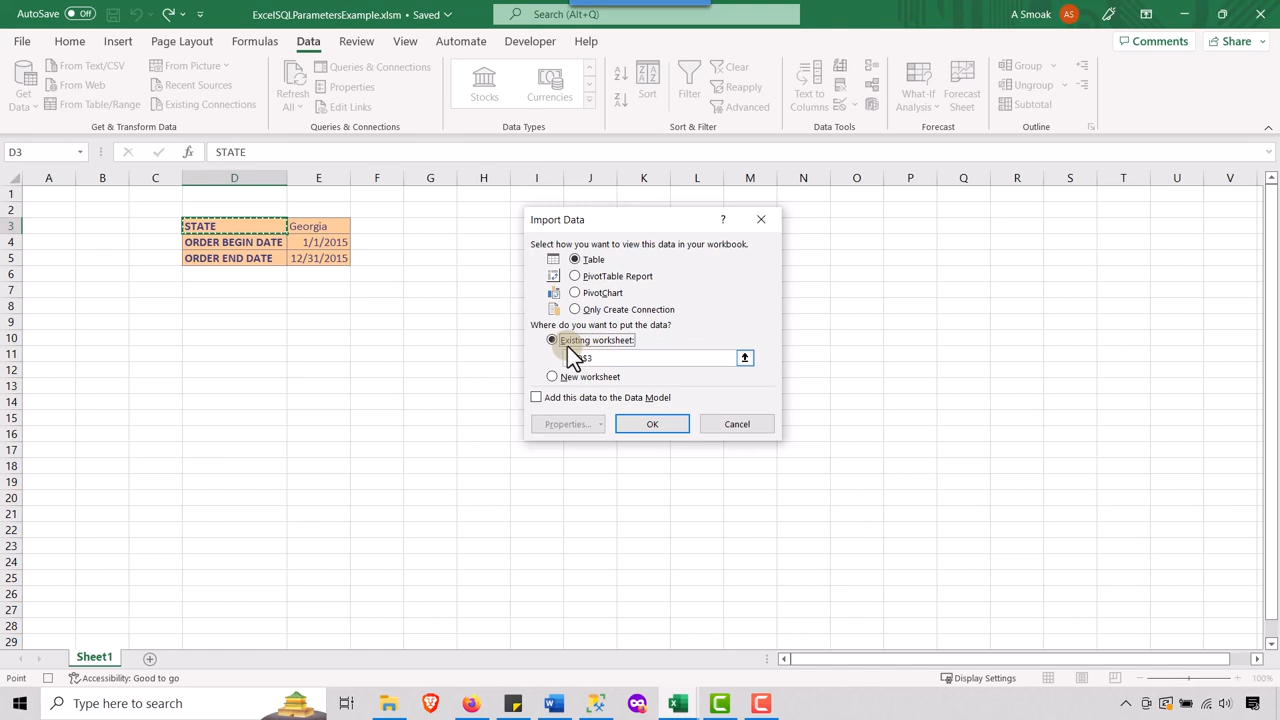 AutoSave Off ExcelSQLParametersExample.xlsm • Saved Search (Alt+Q) A Smoak AS
File Home Insert Page Layout Formulas Data Review View Automate Developer Help Comments Share
Get Data
From Text/CSV
From Web
From Table/Range
From Picture
Recent Sources
Existing Connections
Get & Transform Data
Refresh All
Queries & Connections
Properties
Edit Links
Queries & Connections
Stocks Currencies
Data Types
Sort
Filter
Clear
Reapply
Advanced
Sort & Filter
Text to Columns
Data Tools
What-If Analysis
Forecast Sheet
Forecast
Group
Ungroup
Subtotal
Outline
D3 fx STATE
A B C D E F G H I J K L M N O P Q R S T U V
1
2
3 STATE Georgia
4 ORDER BEGIN DATE 1/1/2015
5 ORDER END DATE 12/31/2015
6
7
8
9
10
11
12
13
14
15
16
17
18
19
20
21
22
23
24
25
26
27
28
29
Import Data ?
Select how you want to view this data in your workbook.
Table
PivotTable Report
PivotChart
Only Create Connection
Where do you want to put the data?
Existing worksheet:
$3
New worksheet
Add this data to the Data Model
Properties... OK Cancel
Sheet1
Point Accessibility: Good to go Display Settings 100%
Type here to search